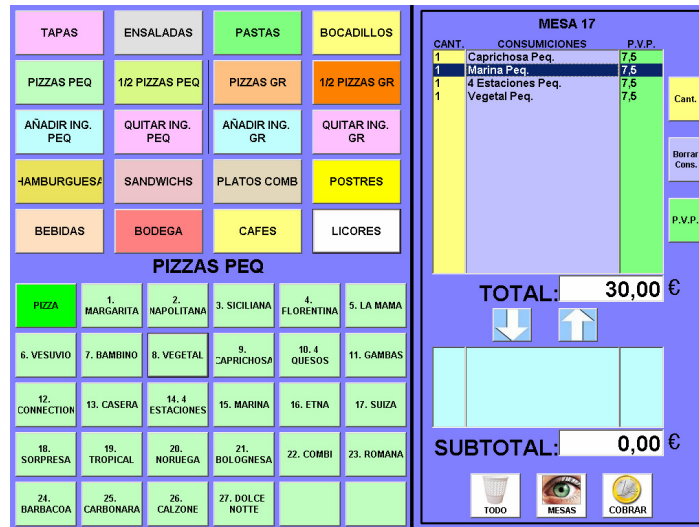 TAPAS
ENSALADAS
PASTAS
BOCADILLOS
PIZZAS PEQ
1/2 PIZZAS PEQ
PIZZAS GR
1/2 PIZZAS GR
AÑADIR ING.
PEQ
QUITAR ING.
PEQ
AÑADIR ING.
GR
QUITAR ING.
GR
HAMBURGUESA
SANDWICHS
PLATOS COMB
POSTRES
BEBIDAS
BODEGA
CAFES
LICORES
PIZZAS PEQ
PIZZA
1.
MARGARITA
2.
NAPOLITANA
3. SICILIANA
4.
FLORENTINA
5. LA MAMA
6. VESUVIO
7. BAMBINO
8. VEGETAL
9.
CAPRICHOSA
10. 4
QUESOS
11. GAMBAS
12.
CONNECTION
13. CASERA
14. 4
ESTACIONES
15. MARINA
16. ETNA
17. SUIZA
18.
SORPRESA
19.
TROPICAL
20.
NORUEGA
21.
BOLOGNESA
22. COMBI
23. ROMANA
24.
BARBACOA
25.
CARBONARA
26.
CALZONE
27. DOLCE
NOTTE
MESA 17
CANT. CONSUMICIONES P.V.P.
1 Caprichosa Peq. 7,5
1 Marina Peq. 7,5
1 4 Estaciones Peq. 7,5
1 Vegetal Peq. 7,5
Cant.
Borrar
Cons.
P.V.P.
TOTAL: 30,00 €
SUBTOTAL: 0,00 €
TODO
MESAS
COBRAR